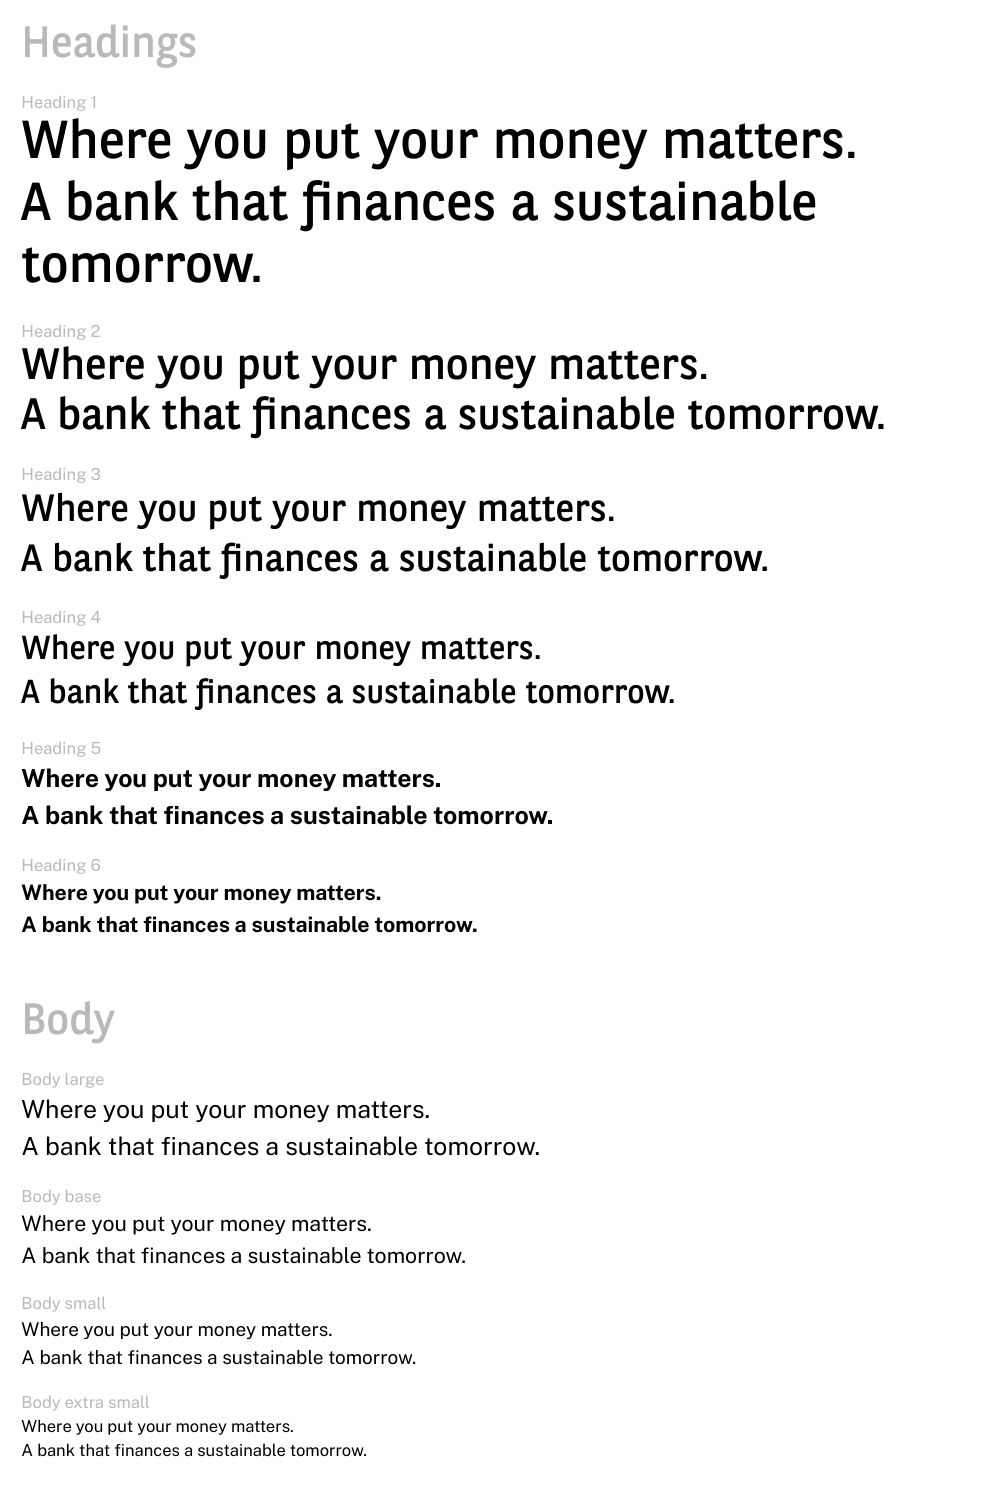 Headings
Heading 1
Where you put your money matters.
A bank that finances a sustainable
tomorrow.
Heading 2
Where you put your money matters.
A bank that finances a sustainable tomorrow.
Heading 3
Where you put your money matters.
A bank that finances a sustainable tomorrow.
Heading 4
Where you put your money matters.
A bank that finances a sustainable tomorrow.
Heading 5
Where you put your money matters.
A bank that finances a sustainable tomorrow.
Heading 6
Where you put your money matters.
A bank that finances a sustainable tomorrow.
Body
Body large
Where you put your money matters.
A bank that finances a sustainable tomorrow.
Body base
Where you put your money matters.
A bank that finances a sustainable tomorrow.
Body small
Where you put your money matters.
A bank that finances a sustainable tomorrow.
Body extra small
Where you put your money matters.
A bank that finances a sustainable tomorrow.